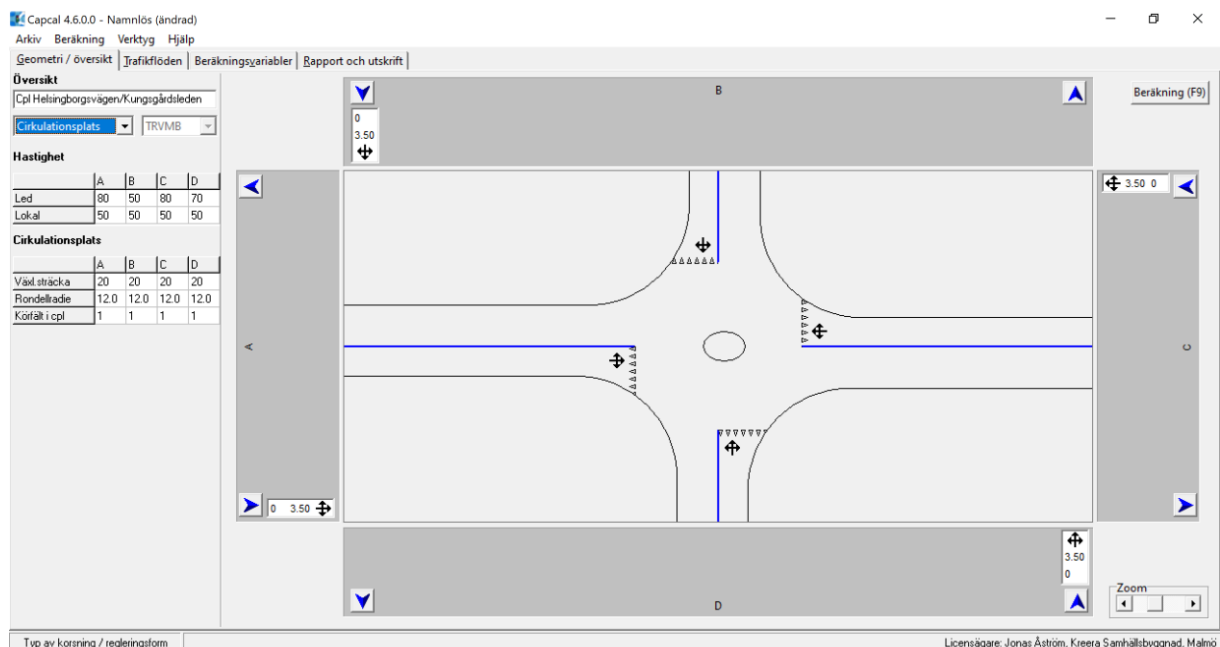 Capcal 4.6.0.0 - Namnlös (ändrad)
Arkiv Beräkning Verktyg Hjälp
Geometri / översikt Trafikflöden Beräkningsvariabler Rapport och utskrift
Översikt
Cpl Helsingborgsvägen/Kungsgårdsleden
Cirkulationsplats TRVMB
Hastighet
A B C D
Led 80 50 80 70
Lokal 50 50 50 50
Cirkulationsplats
A B C D
Växl.sträcka 20 20 20 20
Rondellradie 12.0 12.0 12.0 12.0
Körfält i cpl 1 1 1 1
B
0
3.50
Beräkning (F9)
3.50 0
A
C
0 3.50
3.50
0
D
Zoom
Typ av korsning / regleringsform
Licensägare: Jonas Åström, Kreera Samhällsbyggnad, Malmö